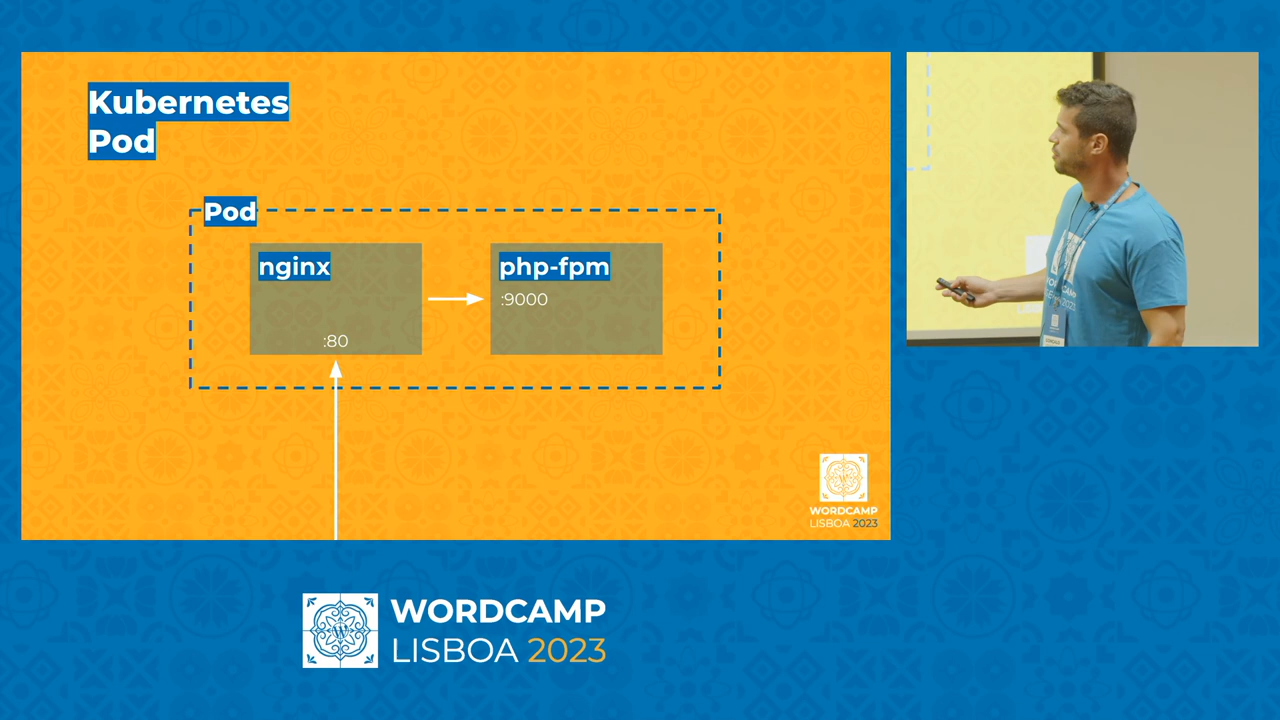 Kubernetes
Pod
Pod
nginx
php-fpm
:9000
:80
WORDCAMP
LISBOA 2023
WORDCAMP
LISBOA 2023